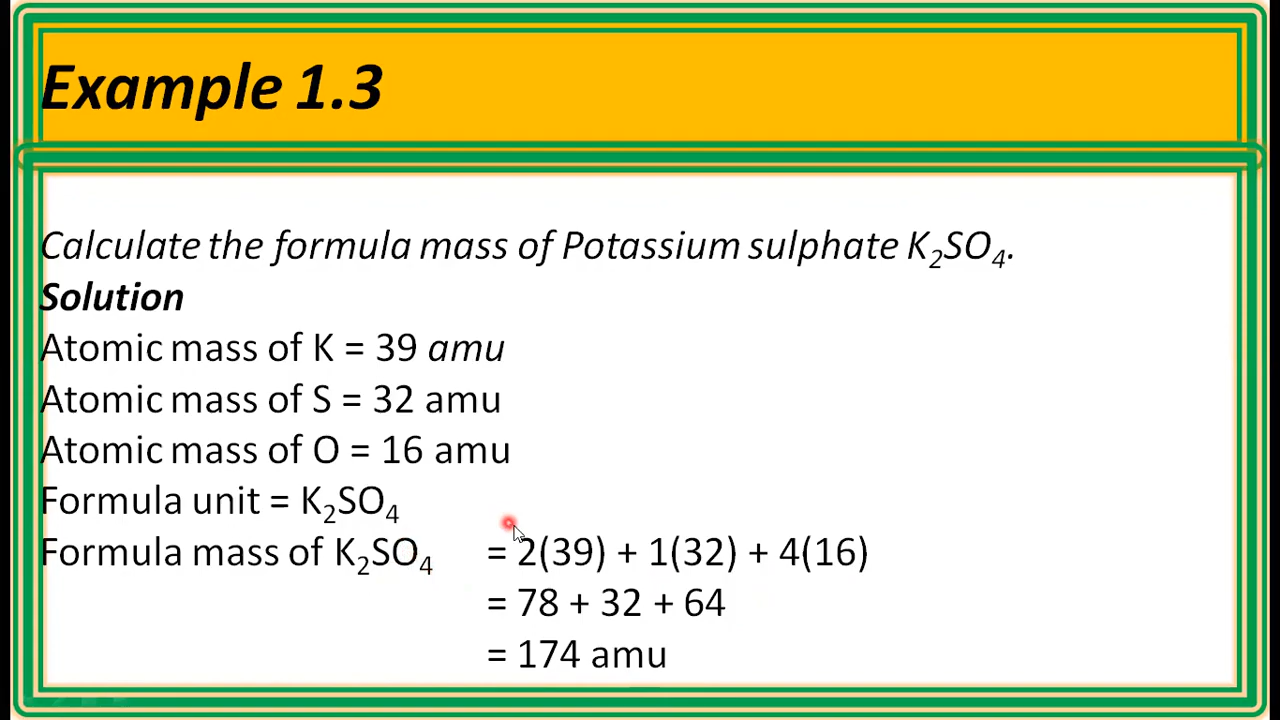 Example 1.3
Calculate the formula mass of Potassium sulphate K₂SO₄.
Solution
Atomic mass of K = 39 amu
Atomic mass of S = 32 amu
Atomic mass of O = 16 amu
Formula unit = K₂SO₄
Formula mass of K₂SO₄ = 2(39) + 1(32) + 4(16)
= 78 + 32 + 64
= 174 amu